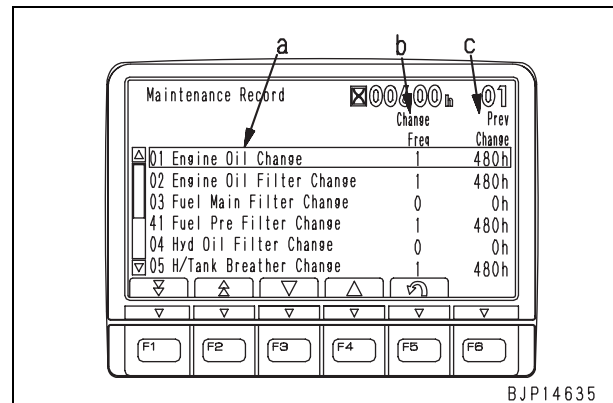 a b c
Maintenance Record 00600h 01
Change Prev
Freq Change
01 Engine Oil Change 1 480h
02 Engine Oil Filter Change 1 480h
03 Fuel Main Filter Change 0 0h
41 Fuel Pre Filter Change 1 480h
04 Hyd Oil Filter Change 0 0h
05 H/Tank Breather Change 1 480h
F1 F2 F3 F4 F5 F6
BJP14635